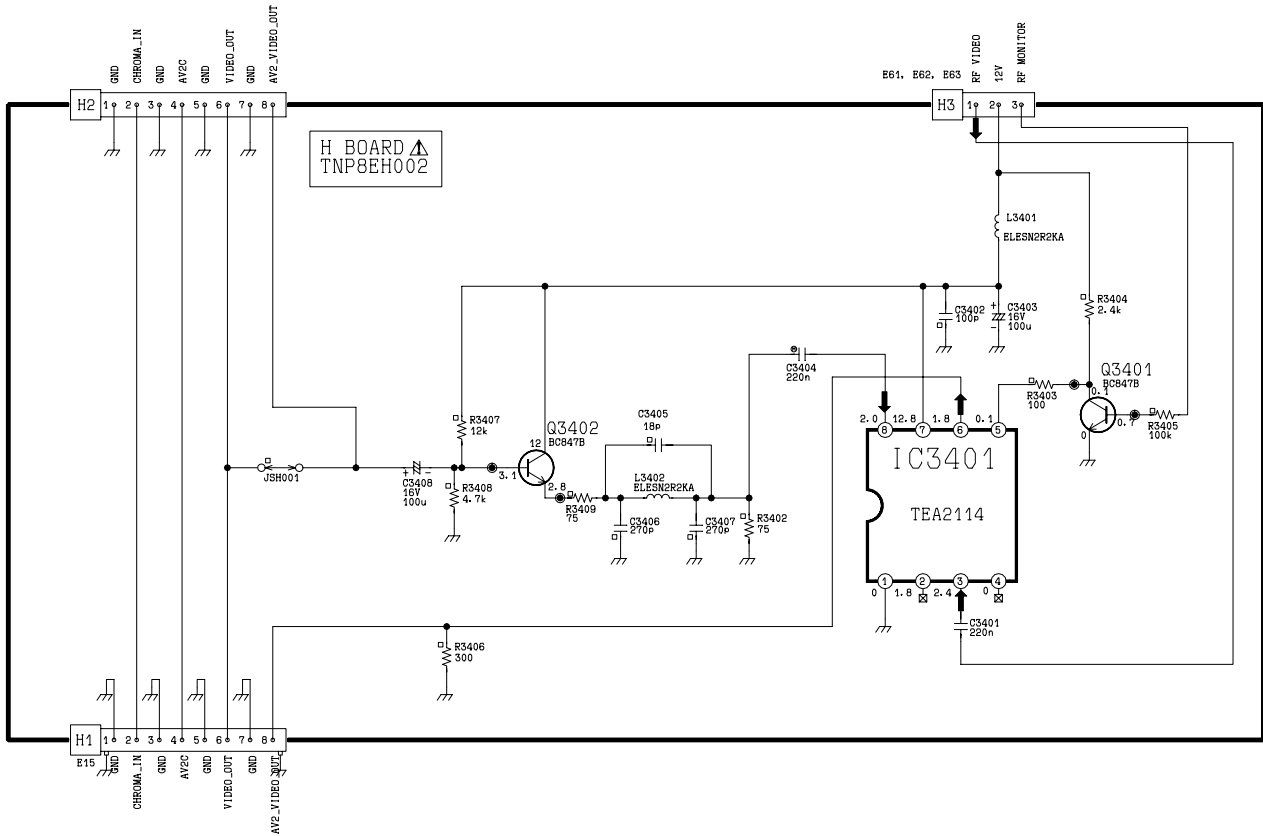 GND
CHROMA_IN
GND
AV2C
GND
VIDEO_OUT
GND
AV2_VIDEO_OUT
H2 1 2 3 4 5 6 7 8
E61, E62, E63
RF VIDEO
12V
RF MONITOR
H3 1 2 3
H BOARD
TNP8EH002
L3401
ELESN2R2KA
C3402
100p
+ C3403
16V
- 100u
R3404
2.4k
C3404
220n
Q3401
BC847B
0.1
R3403
100
0
0.7
R3405
100k
R3407
12k
C3405
18p
Q3402
BC847B
12
2.0 12.8 1.8 0.1
8 7 6 5
IC3401
TEA2114
JSH001
+ -
C3408
16V
100u
R3408
4.7k
3.1
2.8
R3409
75
L3402
ELESN2R2KA
C3406
270p
C3407
270p
R3402
75
1 2 3 4
0 1.8 2.4 0
C3401
220n
R3406
300
H1 1 2 3 4 5 6 7 8
E15
GND
CHROMA_IN
GND
AV2C
GND
VIDEO_OUT
GND
AV2_VIDEO_OUT